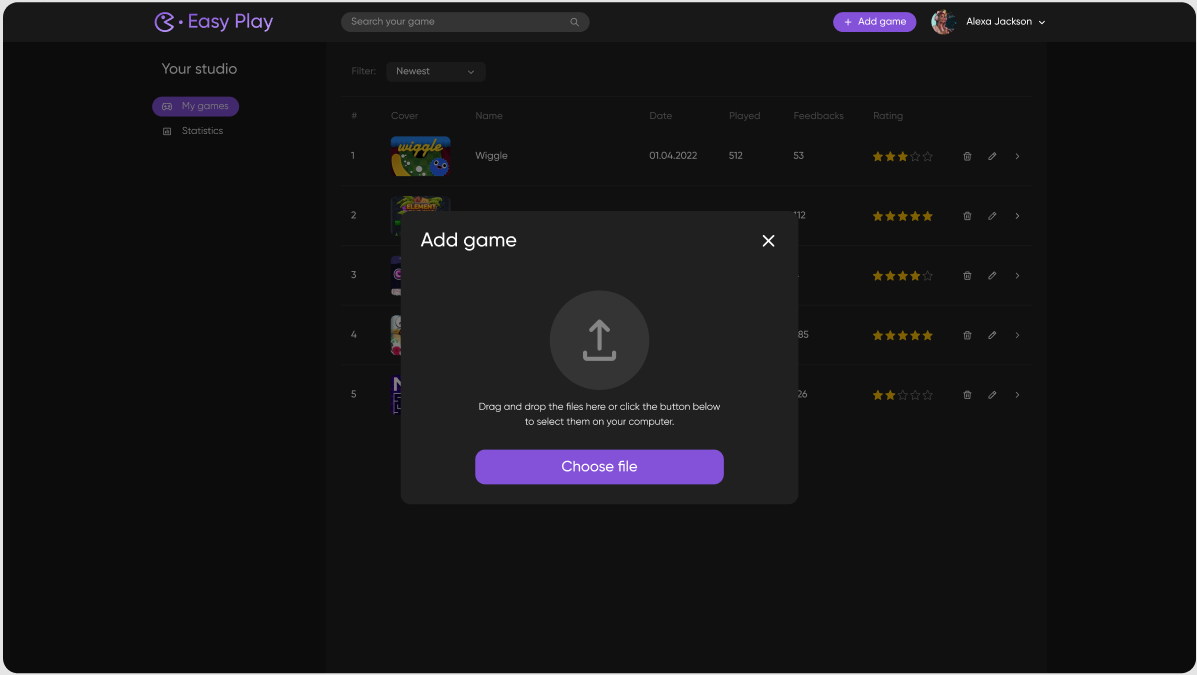 Easy Play
Search your game
+ Add game
Alexa Jackson
Your studio
My games
Statistics
Filter:
Newest
# Cover Name Date Played Feedbacks Rating
1 wiggle Wiggle 01.04.2022 512 53
2 ELEMENT 112
3
4 85
5 26
Add game
Drag and drop the files here or click the button below
to select them on your computer.
Choose file